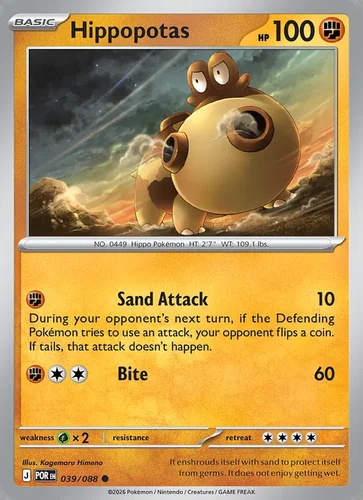 BASIC
Hippopotas
HP 100
NO. 0449 Hippo Pokémon HT: 2'7" WT: 109.1 lbs.
Sand Attack 10
During your opponent's next turn, if the Defending
Pokémon tries to use an attack, your opponent flips a coin.
If tails, that attack doesn't happen.
Bite 60
weakness ×2 resistance retreat
Illus. Kagemaru Himeno
J POR EN 039/088
It enshrouds itself with sand to protect itself
from germs. It does not enjoy getting wet.
©2026 Pokémon / Nintendo / Creatures / GAME FREAK